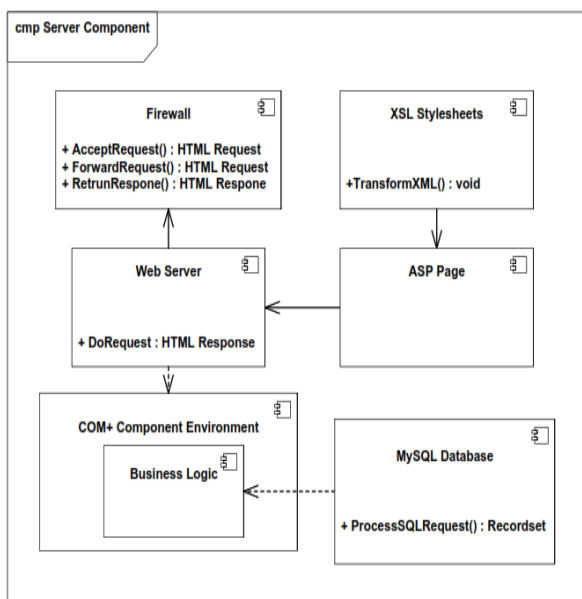 cmp Server Component
Firewall
+ AcceptRequest() : HTML Request
+ ForwardRequest() : HTML Request
+ RetrunRespone() : HTML Respone
XSL Stylesheets
+TransformXML() : void
Web Server
+ DoRequest : HTML Response
ASP Page
COM+ Component Environment
Business Logic
MySQL Database
+ ProcessSQLRequest() : Recordset